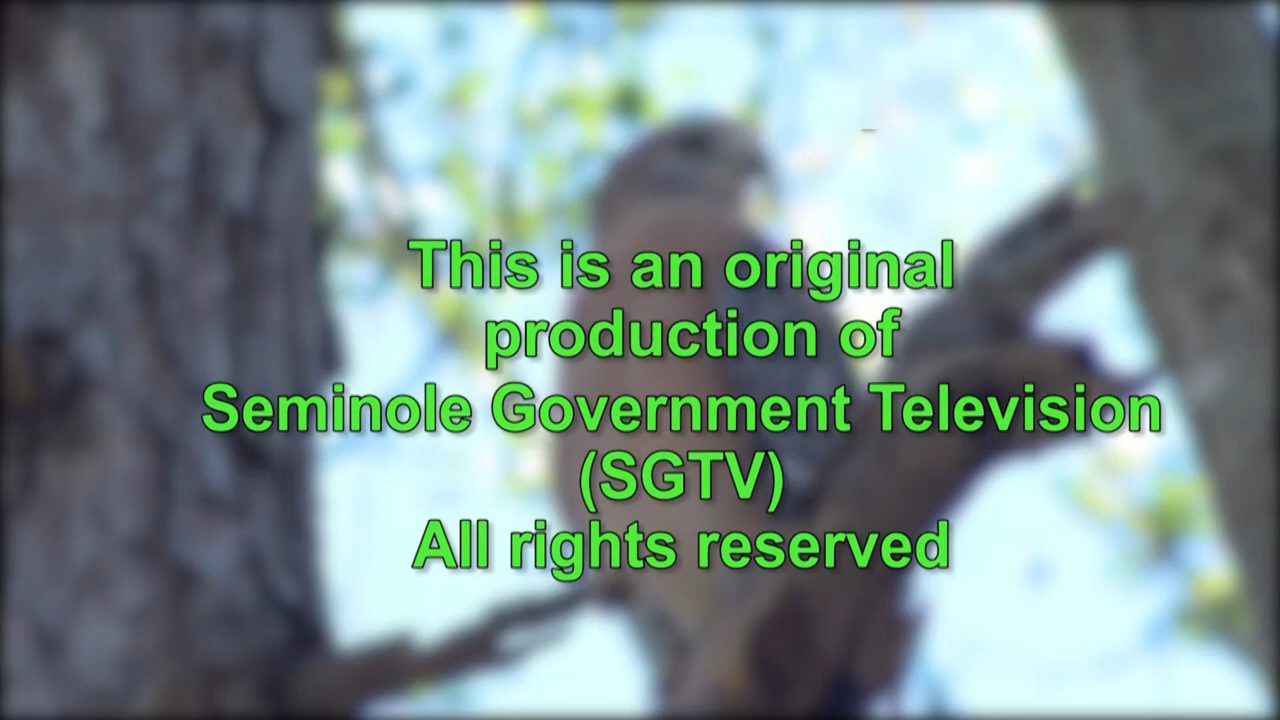 This is an original
production of
Seminole Government Television
(SGTV)
All rights reserved